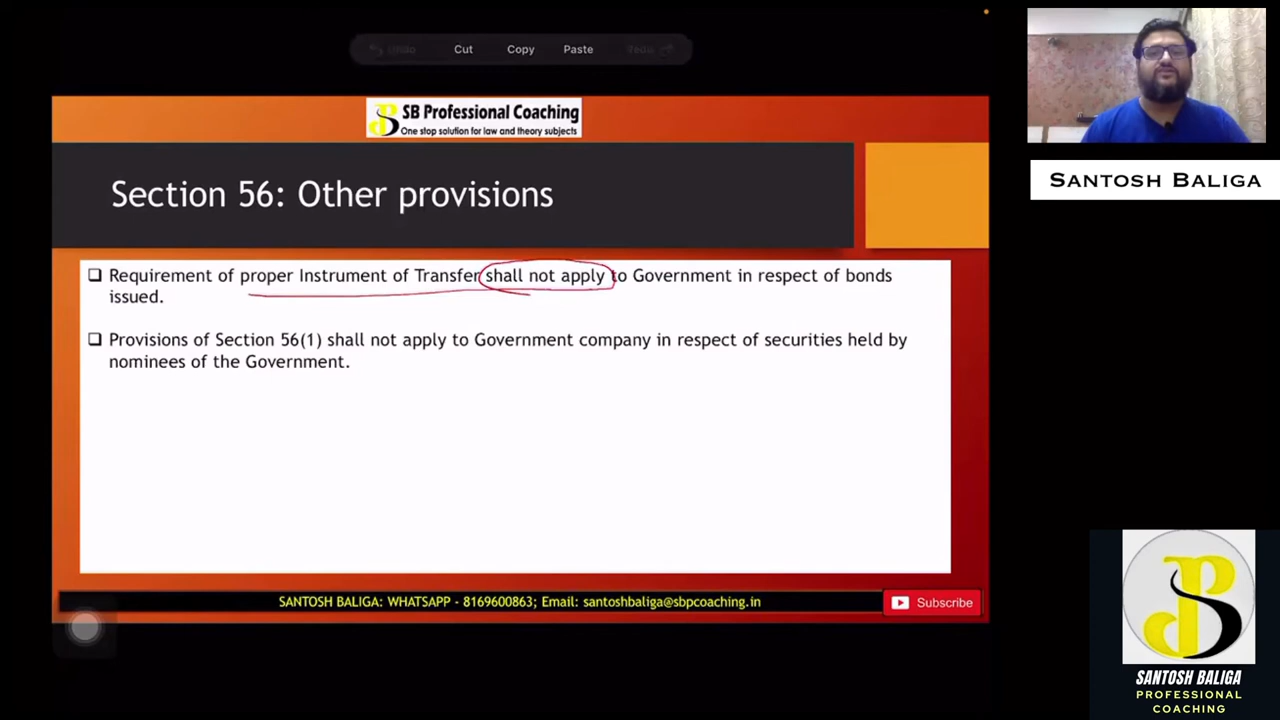 Undo Cut Copy Paste Redo
SB Professional Coaching
One stop solution for law and theory subjects
Section 56: Other provisions
Requirement of proper Instrument of Transfer shall not apply to Government in respect of bonds
issued.
Provisions of Section 56(1) shall not apply to Government company in respect of securities held by
nominees of the Government.
SANTOSH BALIGA: WHATSAPP - 8169600863; Email: santoshbaliga@sbpcoaching.in
Subscribe
SANTOSH BALIGA
SANTOSH BALIGA
PROFESSIONAL
COACHING